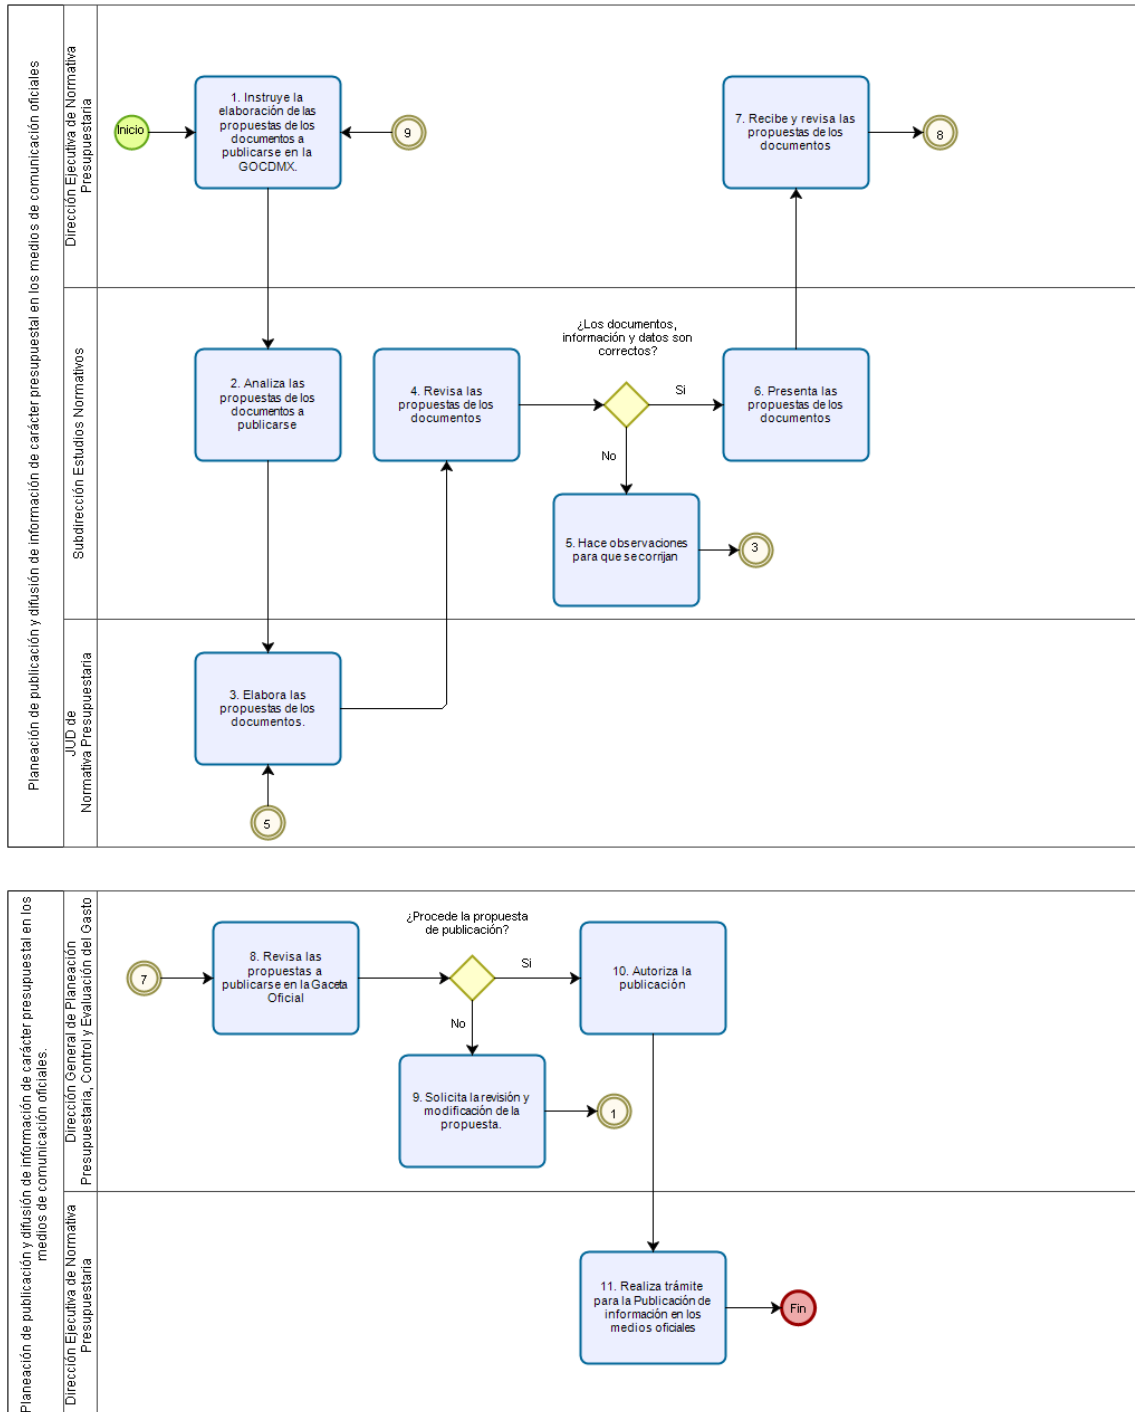 Planeación de publicación y difusión de información de carácter presupuestal en los medios de comunicación oficiales
Dirección Ejecutiva de Normativa
Presupuestaria
Inicio
1. Instruye la
elaboración de las
propuestas de los
documentos a
publicarse en la
GOCDMX.
9
7. Recibe y revisa las
propuestas de los
documentos
8
Subdirección Estudios Normativos
2. Analiza las
propuestas de los
documentos a
publicarse
4. Revisa las
propuestas de los
documentos
¿Los documentos,
información y datos son
correctos?
Si
No
6. Presenta las
propuestas de los
documentos
5. Hace observaciones
para que se corrijan
3
JUD de
Normativa Presupuestaria
3. Elabora las
propuestas de los
documentos.
5
Planeación de publicación y difusión de información de carácter presupuestal en los
medios de comunicación oficiales.
Dirección General de Planeación
Presupuestaria, Control y Evaluación del Gasto
7
8. Revisa las
propuestas a
publicarse en la Gaceta
Oficial
¿Procede la propuesta
de publicación?
Si
No
10. Autoriza la
publicación
9. Solicita la revisión y
modificación de la
propuesta.
1
Dirección Ejecutiva de Normativa
Presupuestaria
11. Realiza trámite
para la Publicación de
información en los
medios oficiales
Fin